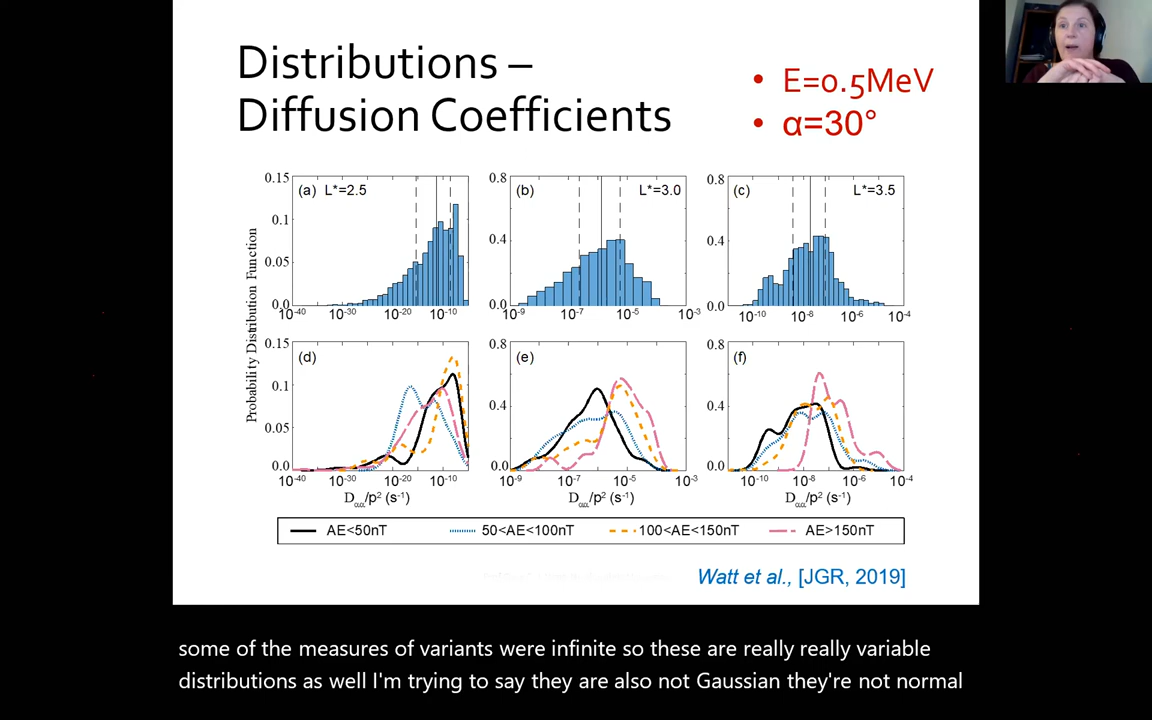 Distributions –
Diffusion Coefficients
• E=0.5MeV
• α=30°
Probability Distribution Function
0.15
0.1
0.05
0.0
(a) L*=2.5
10⁻⁴⁰ 10⁻³⁰ 10⁻²⁰ 10⁻¹⁰
0.8
0.4
0.0
(b) L*=3.0
10⁻⁹ 10⁻⁷ 10⁻⁵ 10⁻³
0.8
0.4
0.0
(c) L*=3.5
10⁻¹⁰ 10⁻⁸ 10⁻⁶ 10⁻⁴
0.15
0.1
0.05
0.0
(d)
10⁻⁴⁰ 10⁻³⁰ 10⁻²⁰ 10⁻¹⁰
Dαα/p² (s⁻¹)
0.8
0.4
0.0
(e)
10⁻⁹ 10⁻⁷ 10⁻⁵ 10⁻³
Dαα/p² (s⁻¹)
0.8
0.4
0.0
(f)
10⁻¹⁰ 10⁻⁸ 10⁻⁶ 10⁻⁴
Dαα/p² (s⁻¹)
AE<50nT 50<AE<100nT 100<AE<150nT AE>150nT
Watt et al., [JGR, 2019]
some of the measures of variants were infinite so these are really really variable
distributions as well I'm trying to say they are also not Gaussian they're not normal